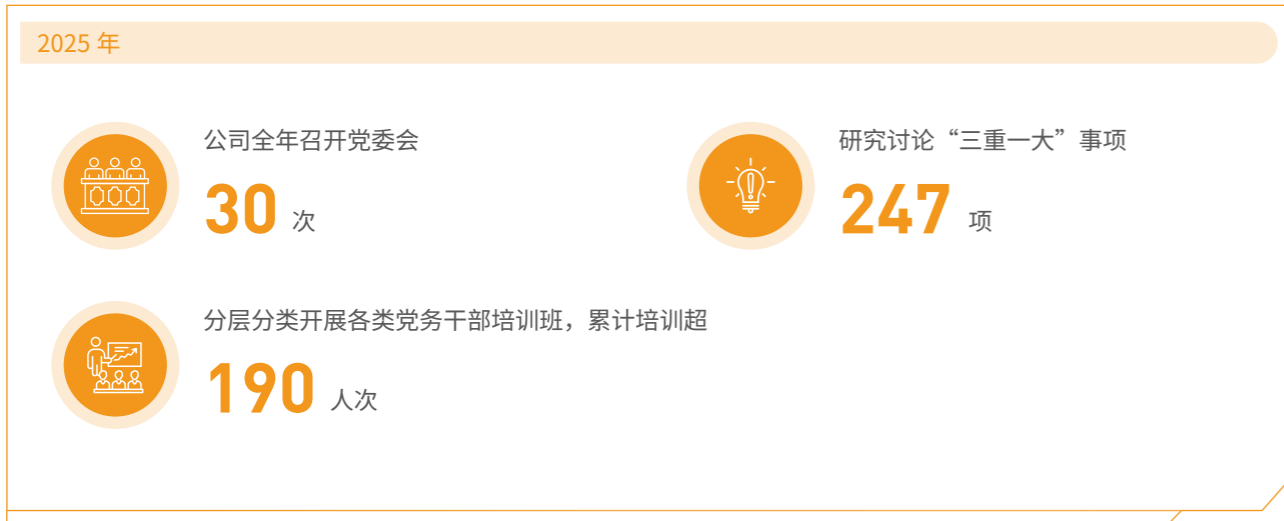 2025 年
公司全年召开党委会
30 次
研究讨论“三重一大”事项
247 项
分层分类开展各类党务干部培训班，累计培训超
190 人次